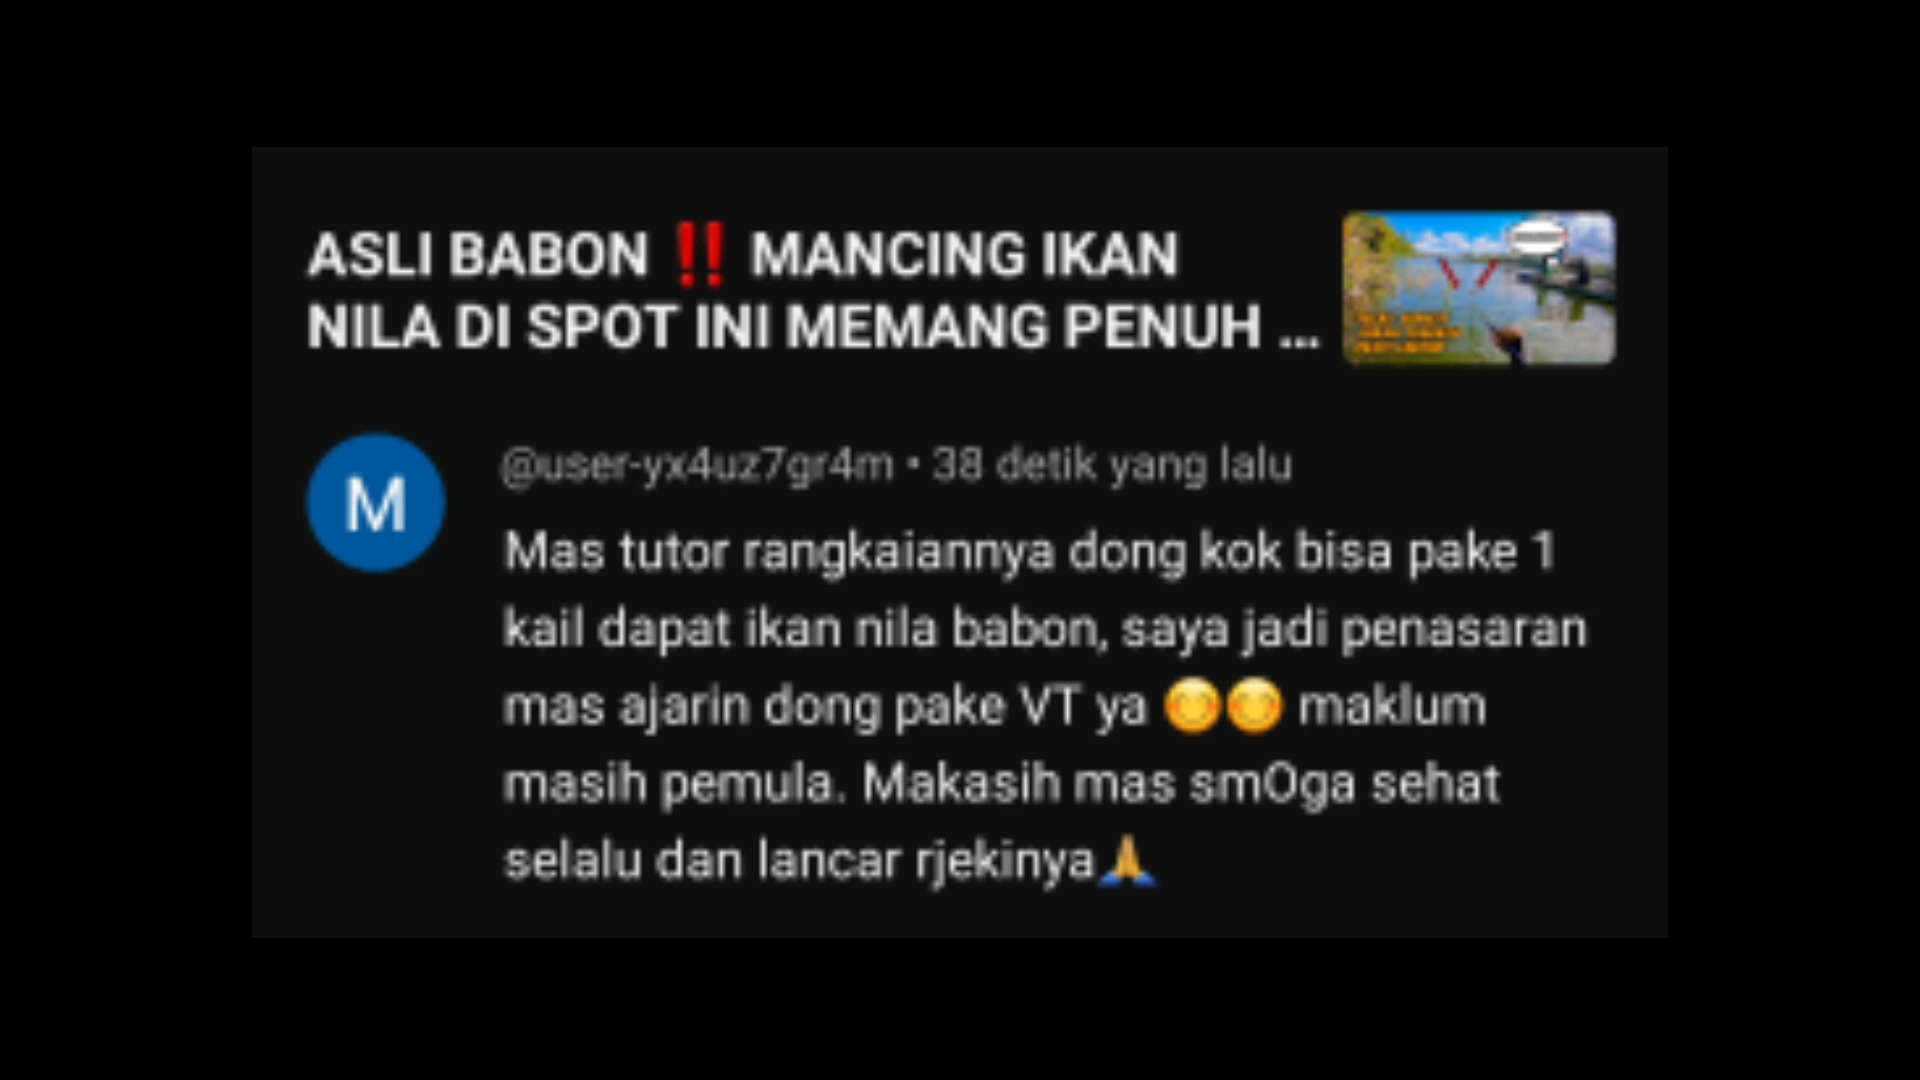 ASLI BABON ‼️ MANCING IKAN
NILA DI SPOT INI MEMANG PENUH ...
M
@user-yx4uz7gr4m • 38 detik yang lalu
Mas tutor rangkaiannya dong kok bisa pake 1
kail dapat ikan nila babon, saya jadi penasaran
mas ajarin dong pake VT ya 😊😊 maklum
masih pemula. Makasih mas smOga sehat
selalu dan lancar rjekinya🙏